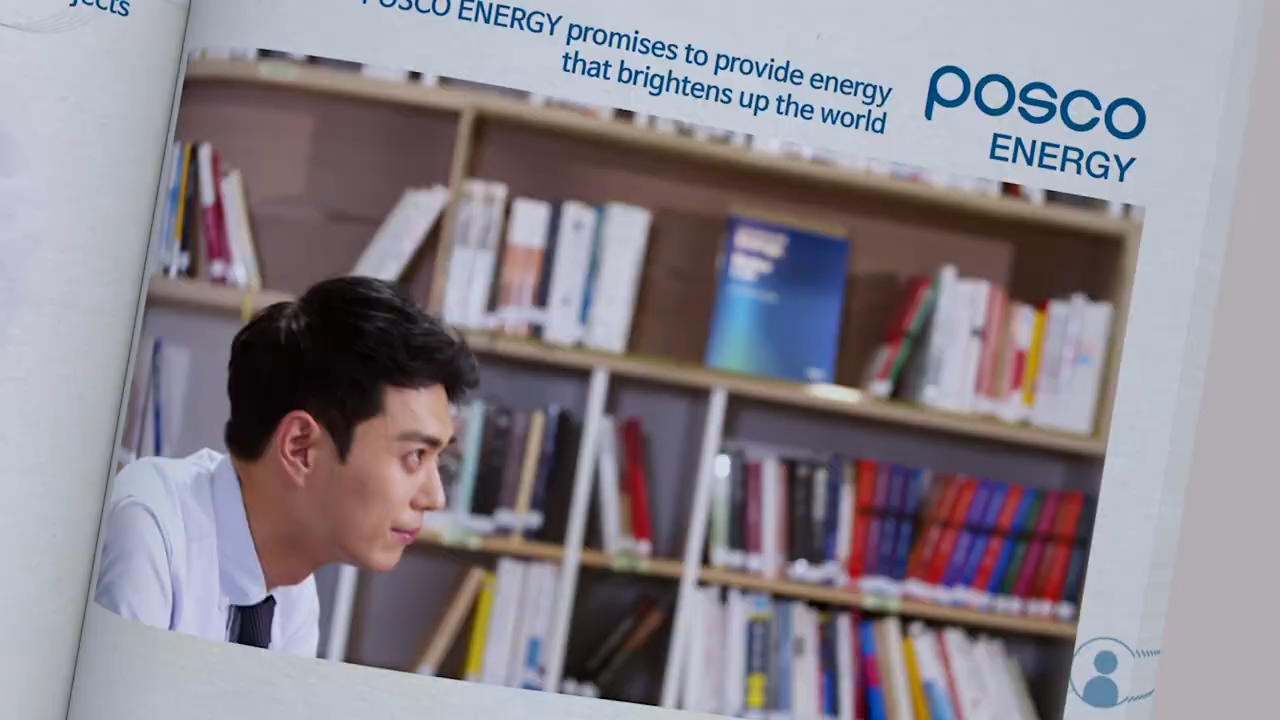 jects
POSCO ENERGY promises to provide energy
that brightens up the world
posco
ENERGY